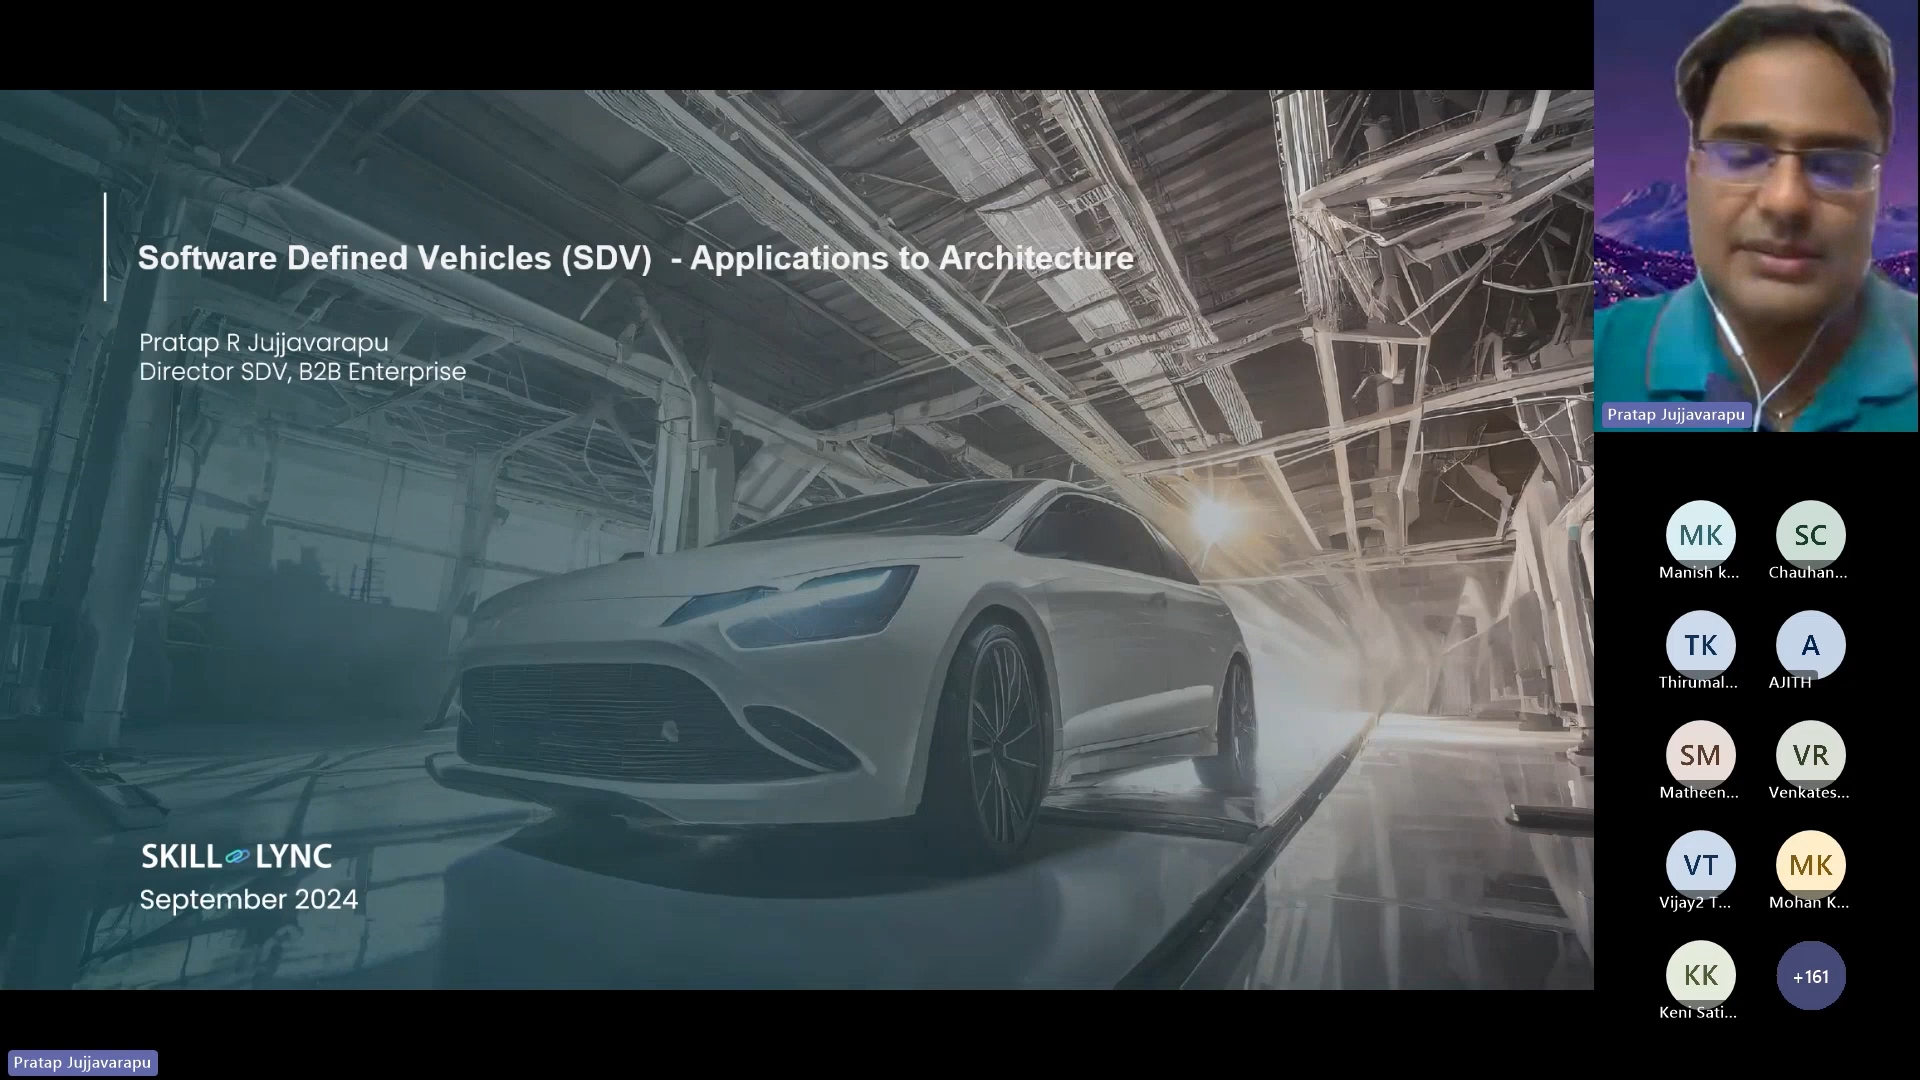 Software Defined Vehicles (SDV) - Applications to Architecture
Pratap R Jujjavarapu
Director SDV, B2B Enterprise
SKILL LYNC
September 2024
Pratap Jujjavarapu
MK
Manish k...
SC
Chauhan...
TK
Thirumal...
A
AJITH
SM
Matheen...
VR
Venkates...
VT
Vijay2 T...
MK
Mohan K...
KK
Keni Sati...
+161
Pratap Jujjavarapu